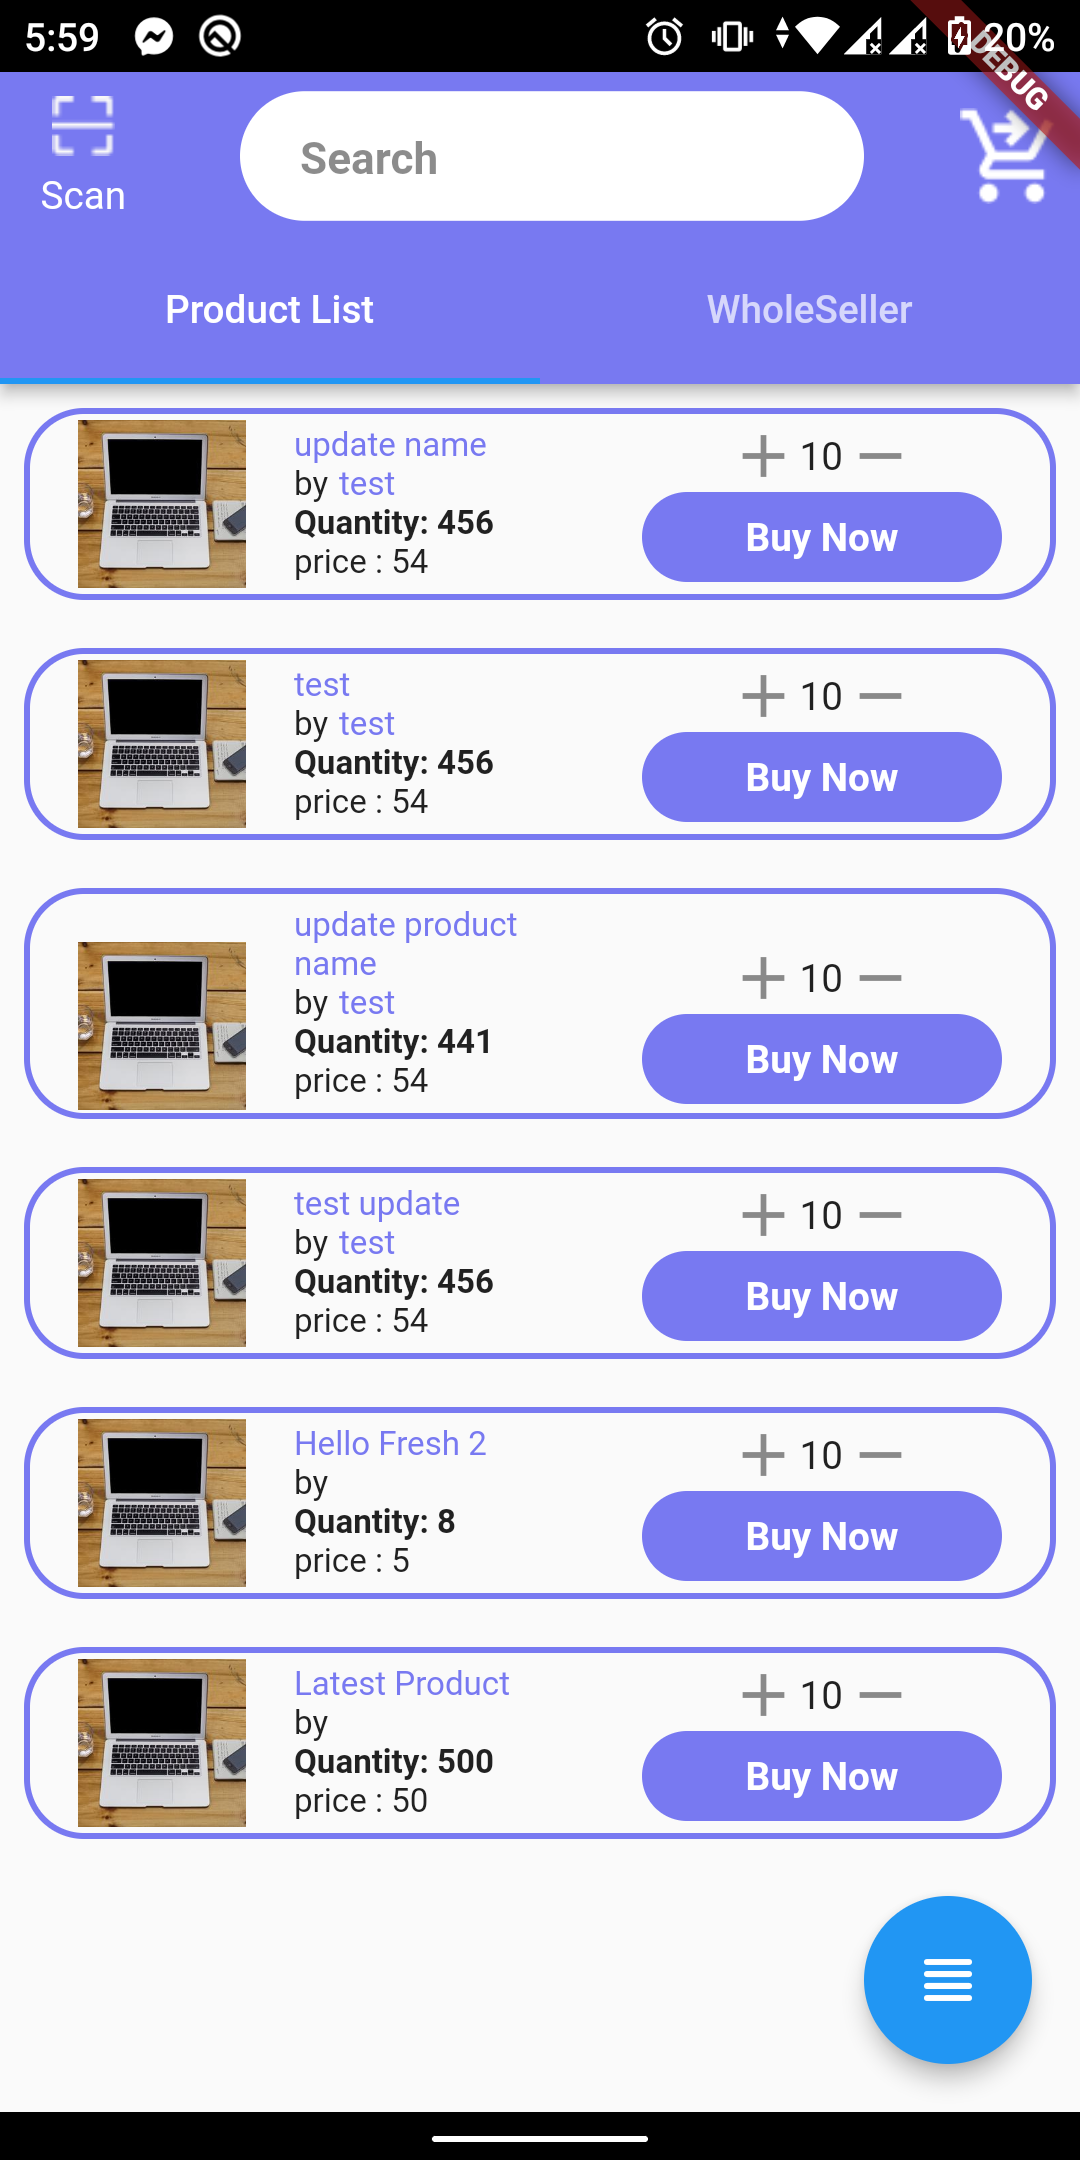 5:59
20%
DEBUG
Scan
Search
Product List
WholeSeller
update name
by test
Quantity: 456
price : 54
10
Buy Now
test
by test
Quantity: 456
price : 54
10
Buy Now
update product
name
by test
Quantity: 441
price : 54
10
Buy Now
test update
by test
Quantity: 456
price : 54
10
Buy Now
Hello Fresh 2
by
Quantity: 8
price : 5
10
Buy Now
Latest Product
by
Quantity: 500
price : 50
10
Buy Now